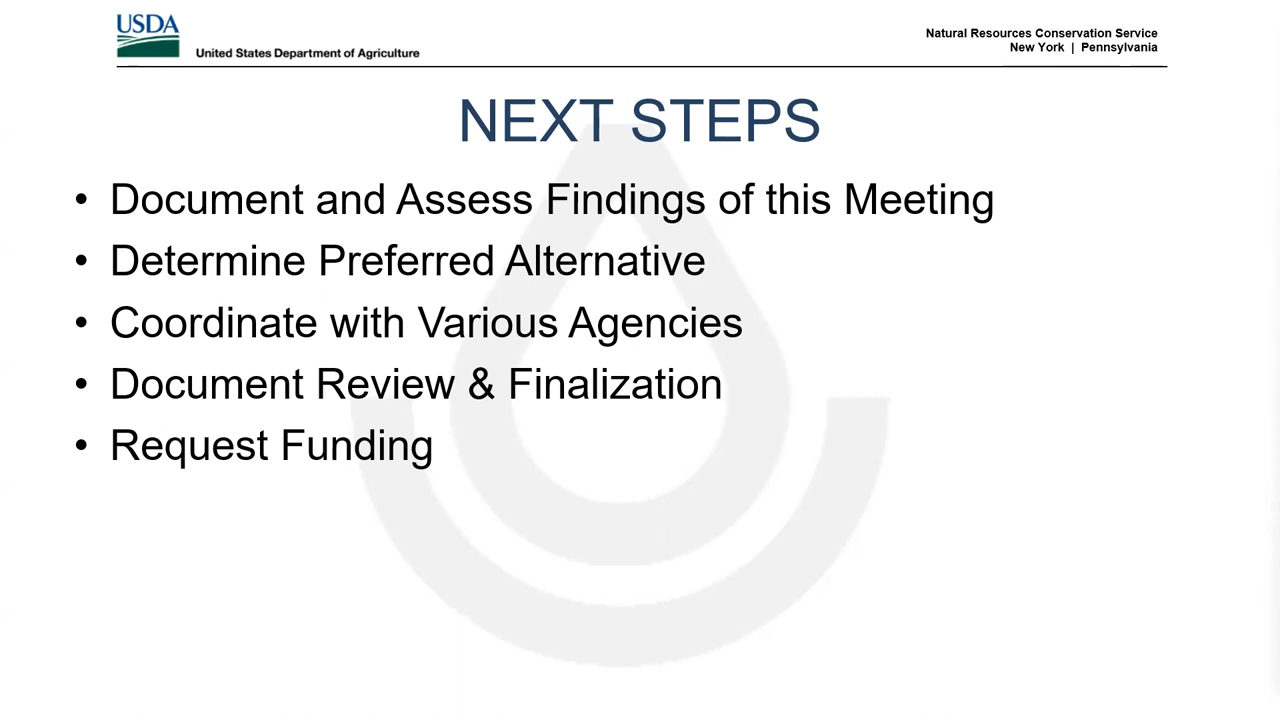 USDA
United States Department of Agriculture
Natural Resources Conservation Service
New York | Pennsylvania
NEXT STEPS
• Document and Assess Findings of this Meeting
• Determine Preferred Alternative
• Coordinate with Various Agencies
• Document Review & Finalization
• Request Funding